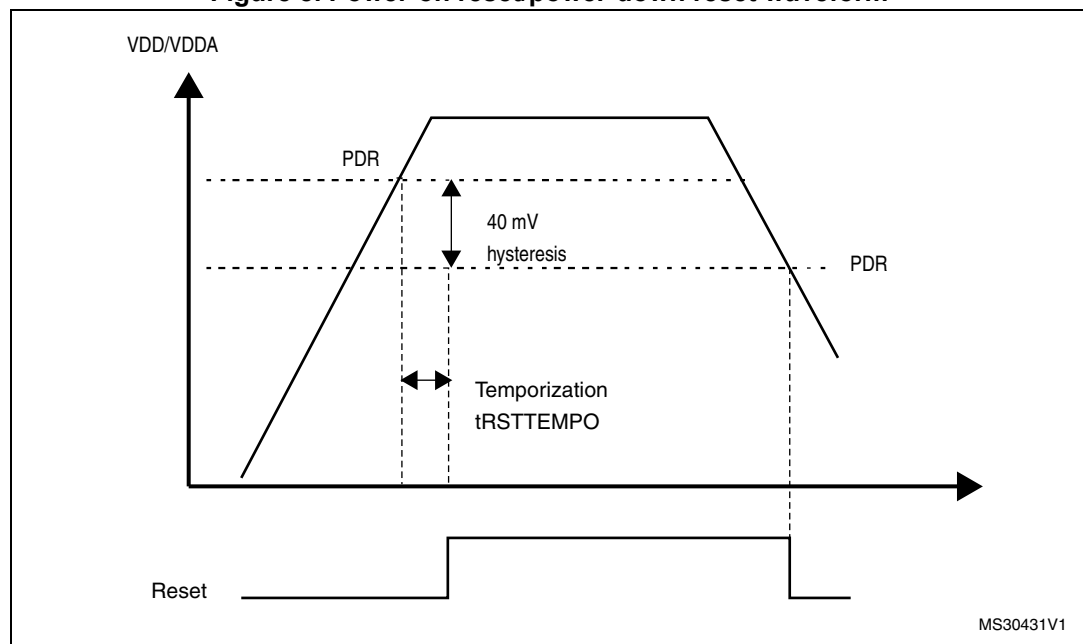 VDD/VDDA
PDR
40 mV
hysteresis
PDR
Temporization
tRSTTEMPO
Reset
MS30431V1